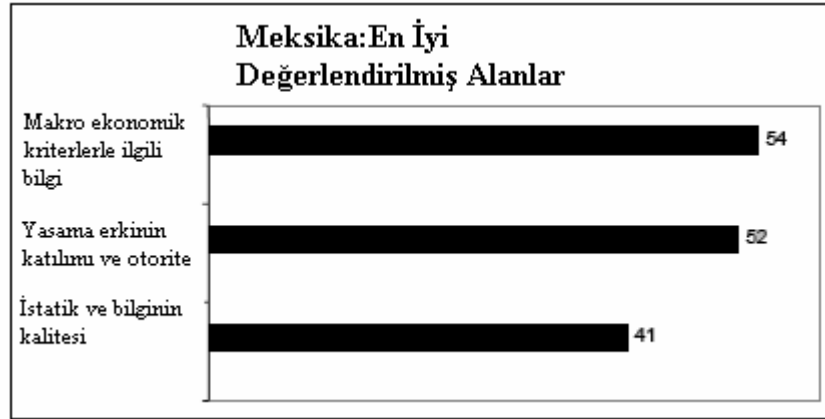 Meksika:En İyi
Değerlendirilmiş Alanlar
Makro ekonomik
kriterlerle ilgili
bilgi
54
Yasama erkinin
katılımı ve otorite
52
İstatik ve bilginin
kalitesi
41